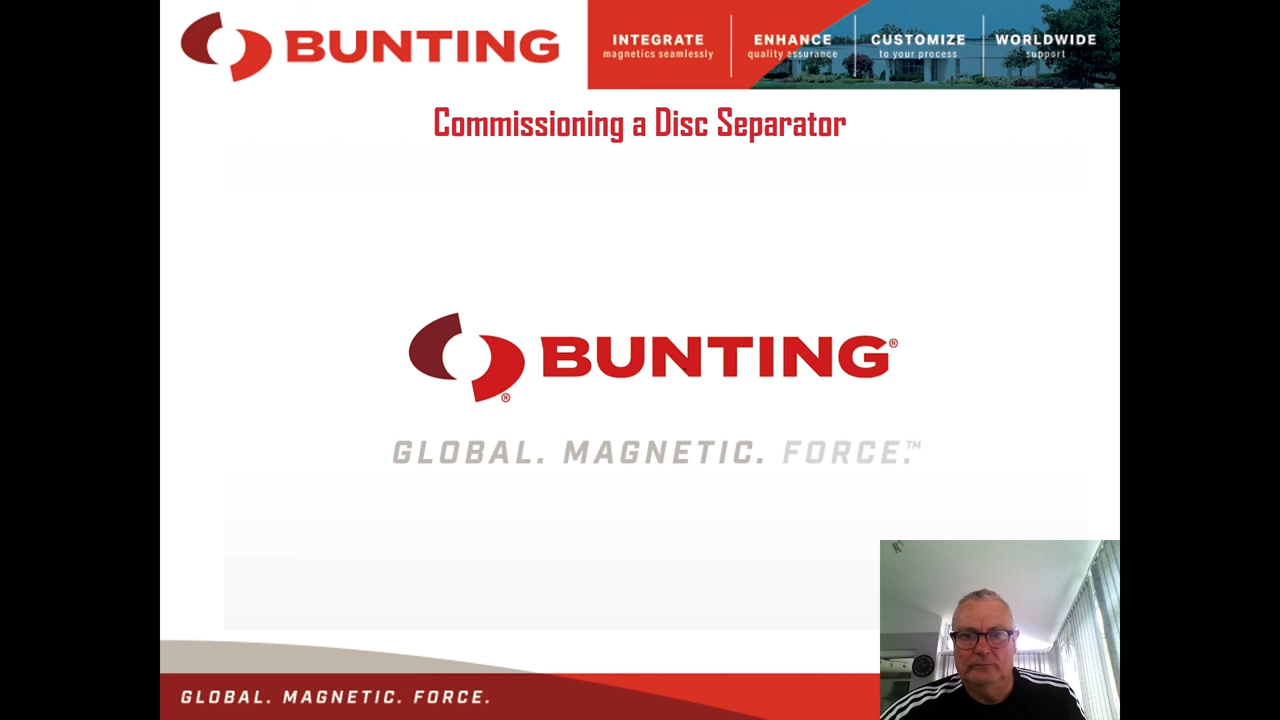 BUNTING
INTEGRATE
magnetics seamlessly
ENHANCE
quality assurance
CUSTOMIZE
to your process
WORLDWIDE
support
Commissioning a Disc Separator
BUNTING®
®
GLOBAL. MAGNETIC. FORCE.™
GLOBAL. MAGNETIC. FORCE.